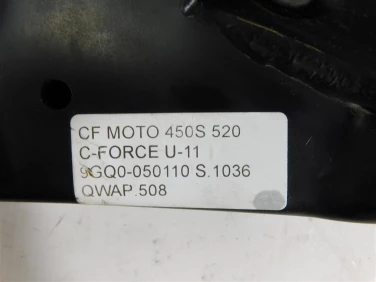 CF MOTO 450S 520
C-FORCE U-11
9GQ0-050110 S.1036
QWAP.508